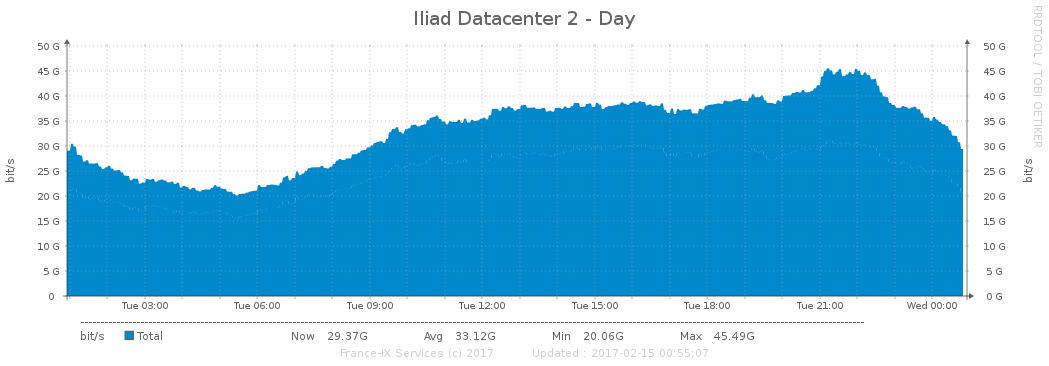 Iliad Datacenter 2 - Day
RRDTOOL / TOBI OETIKER
50 G 50 G
45 G 45 G
40 G 40 G
35 G 35 G
30 G 30 G
25 G 25 G
20 G 20 G
15 G 15 G
10 G 10 G
5 G 5 G
0 0 G
bit/s bit/s
Tue 03:00 Tue 06:00 Tue 09:00 Tue 12:00 Tue 15:00 Tue 18:00 Tue 21:00 Wed 00:00
bit/s Total Now 29.37G Avg 33.12G Min 20.06G Max 45.49G
France-IX Services (c) 2017 Updated : 2017-02-15 00:55:07